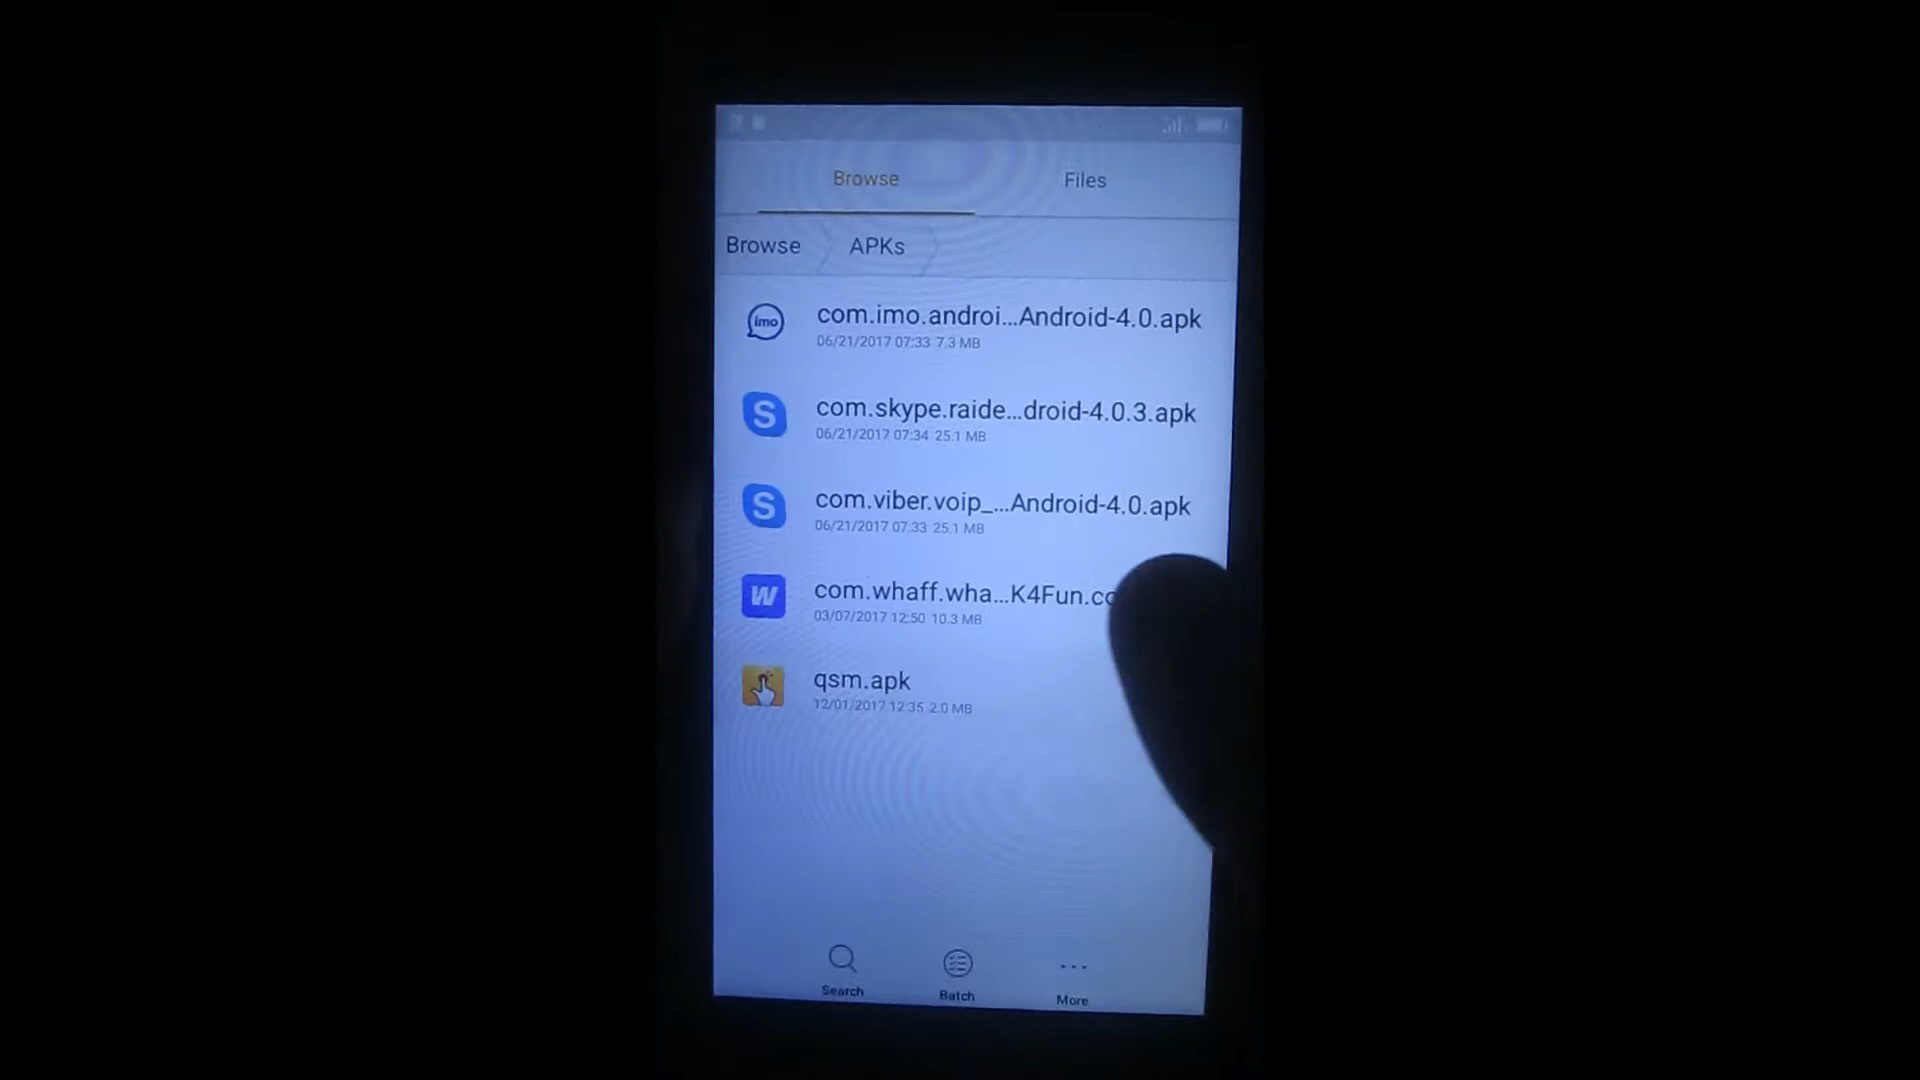 Browse
Files
Browse
APKs
imo
com.imo.androi...Android-4.0.apk
06/21/2017 07:33 7.3 MB
S
com.skype.raide...droid-4.0.3.apk
06/21/2017 07:34 25.1 MB
S
com.viber.voip_...Android-4.0.apk
06/21/2017 07:33 25.1 MB
W
com.whaff.wha...K4Fun.co
03/07/2017 12:50 10.3 MB
qsm.apk
12/01/2017 12:35 2.0 MB
Search
Batch
More